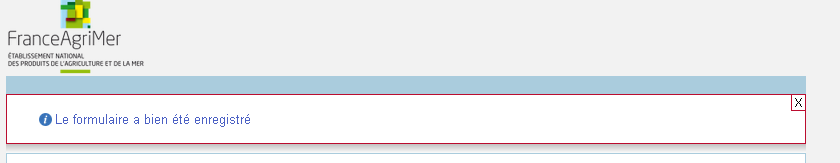 FranceAgriMer
ÉTABLISSEMENT NATIONAL
DES PRODUITS DE L'AGRICULTURE ET DE LA MER
X
i Le formulaire a bien été enregistré